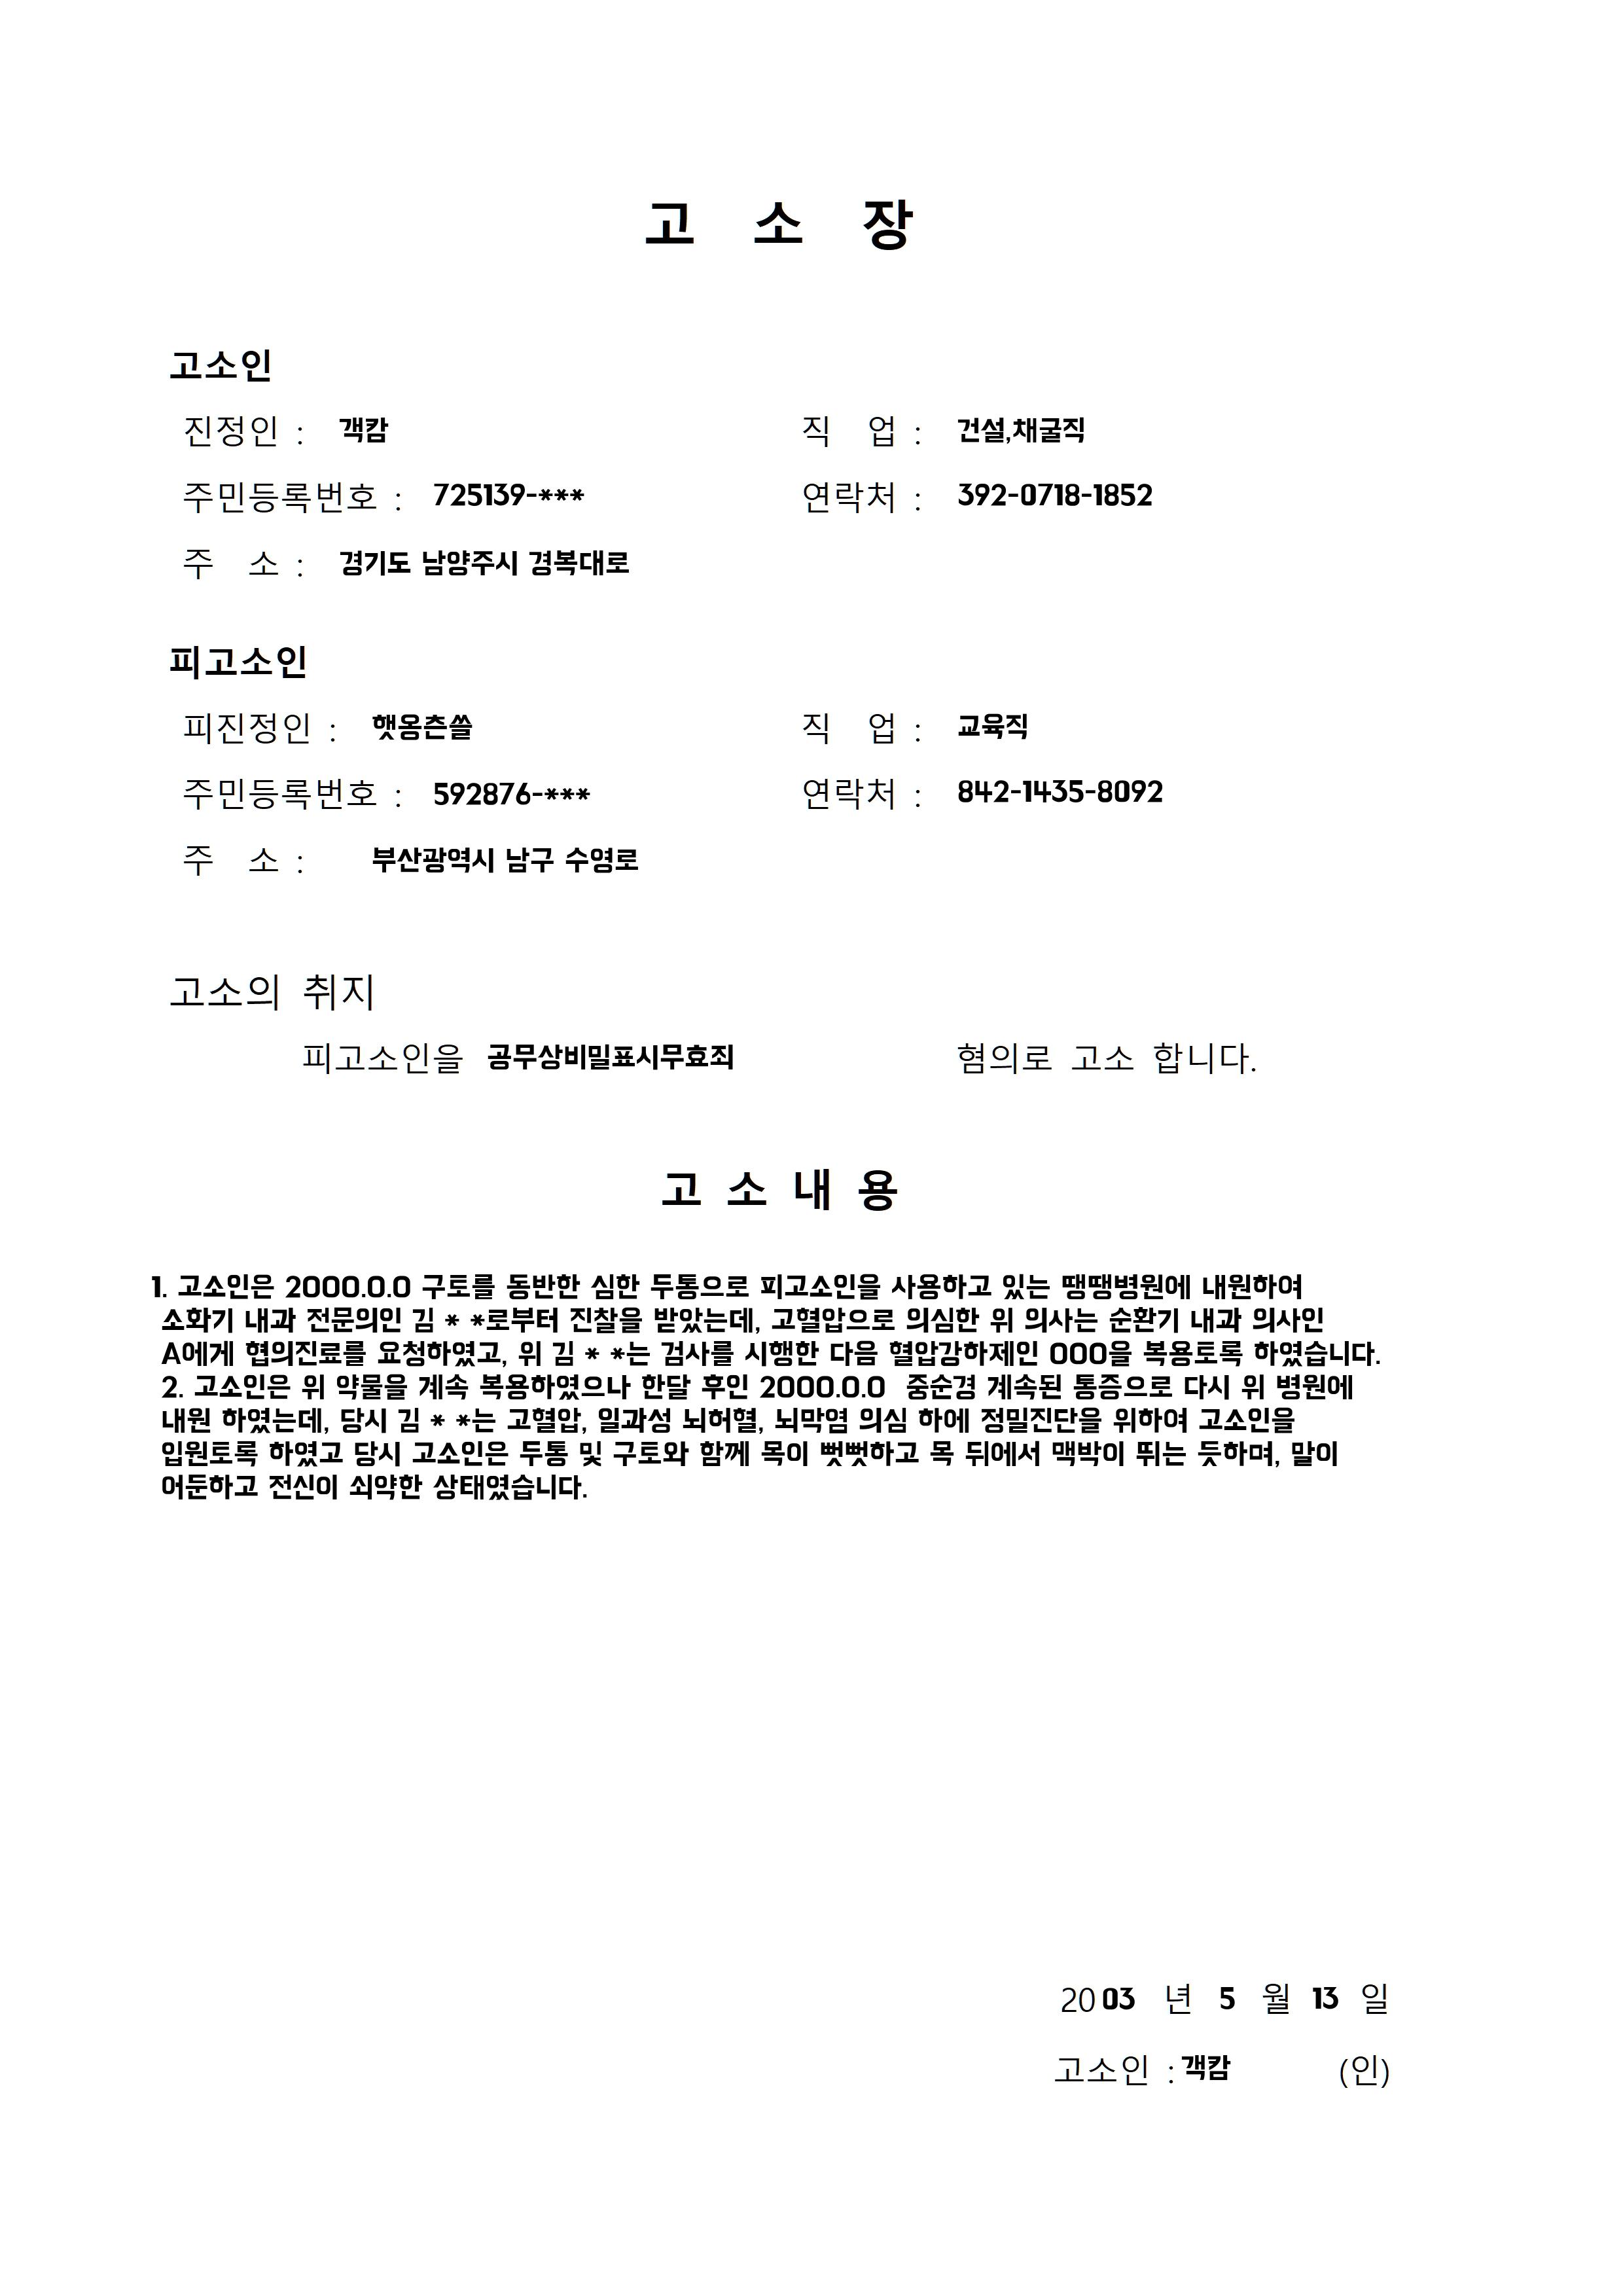 고 소 장
고소인
진정인 : 객캄 직 업 : 건설,채굴직
주민등록번호 : 725139-*** 연락처 : 392-0718-1852
주 소 : 경기도 남양주시 경복대로
피고소인
피진정인 : 햇옹츤쓸 직 업 : 교육직
주민등록번호 : 592876-*** 연락처 : 842-1435-8092
주 소 : 부산광역시 남구 수영로
고소의 취지
피고소인을 공무상비밀표시무효죄 혐의로 고소 합니다.
고 소 내 용
1. 고소인은 2000.0.0 구토를 동반한 심한 두통으로 피고소인을 사용하고 있는 땡땡병원에 내원하여
소화기 내과 전문의인 김 * *로부터 진찰을 받았는데, 고혈압으로 의심한 위 의사는 순환기 내과 의사인
A에게 협의진료를 요청하였고, 위 김 * *는 검사를 시행한 다음 혈압강하제인 OOO을 복용토록 하였습니다.
2. 고소인은 위 약물을 계속 복용하였으나 한달 후인 2000.0.0 중순경 계속된 통증으로 다시 위 병원에
내원 하였는데, 당시 김 * *는 고혈압, 일과성 뇌허혈, 뇌막염 의심 하에 정밀진단을 위하여 고소인을
입원토록 하였고 당시 고소인은 두통 및 구토와 함께 목이 뻣뻣하고 목 뒤에서 맥박이 뛰는 듯하며, 말이
어둔하고 전신이 쇠약한 상태였습니다.
2003 년 5 월 13 일
고소인 : 객캄 (인)